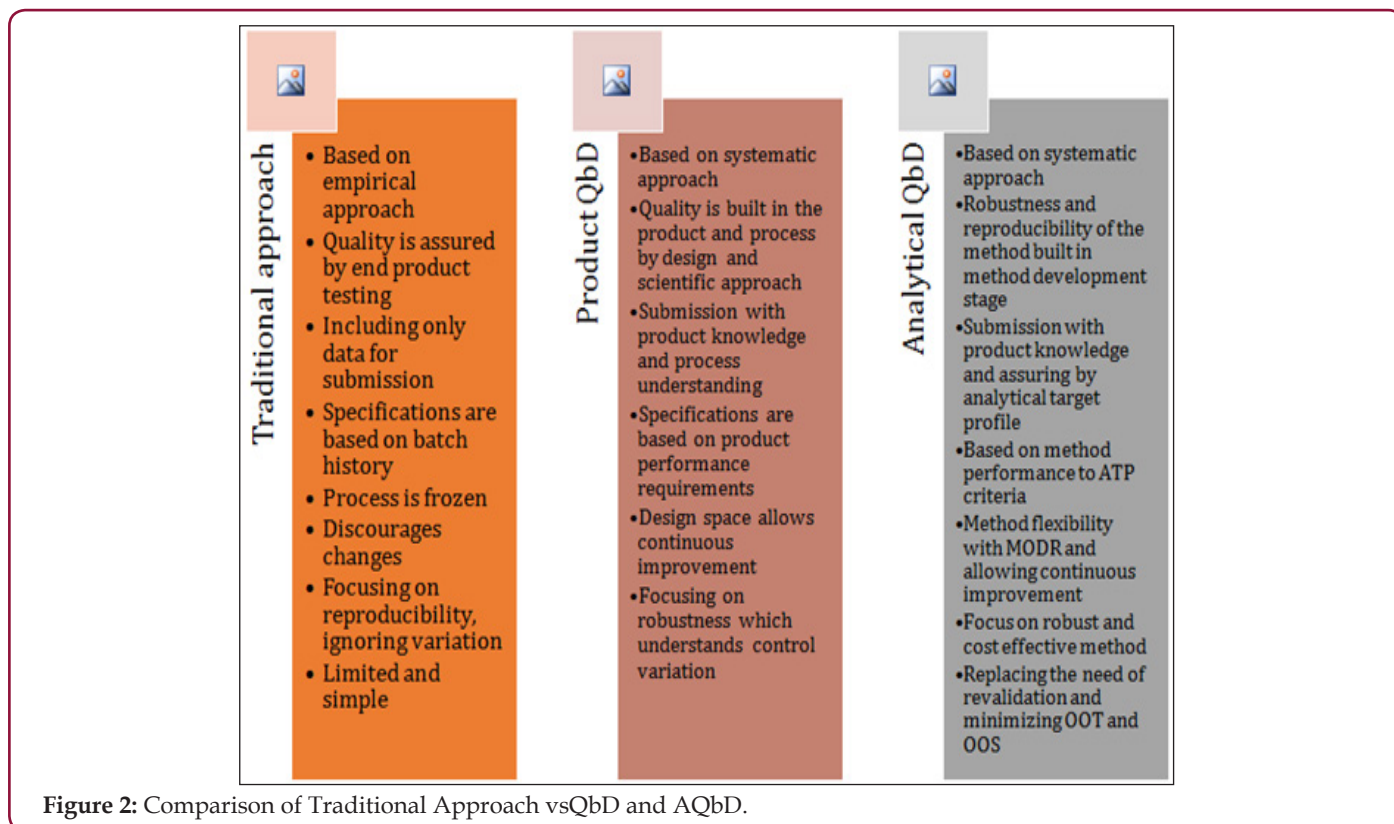 Traditional approach
• Based on
empirical
approach
• Quality is assured
by end product
testing
• Including only
data for
submission
• Specifications are
based on batch
history
• Process is frozen
• Discourages
changes
• Focusing on
reproducibility,
ignoring variation
• Limited and
simple
Product QbD
•Based on systematic
approach
•Quality is built in the
product and process
by design and
scientific approach
•Submission with
product knowledge
and process
understanding
•Specifications are
based on product
performance
requirements
•Design space allows
continuous
improvement
•Focusing on
robustness which
understands control
variation
Analytical QbD
•Based on systematic
approach
•Robustness and
reproducibility of the
method built in
method development
stage
•Submission with
product knowledge
and assuring by
analytical target
profile
•Based on method
performance to ATP
criteria
•Method flexibility
with MODR and
allowing continuous
improvement
•Focus on robust and
cost effective method
•Replacing the need of
revalidation and
minimizing OOT and
OOS
Figure 2: Comparison of Traditional Approach vsQbD and AQbD.